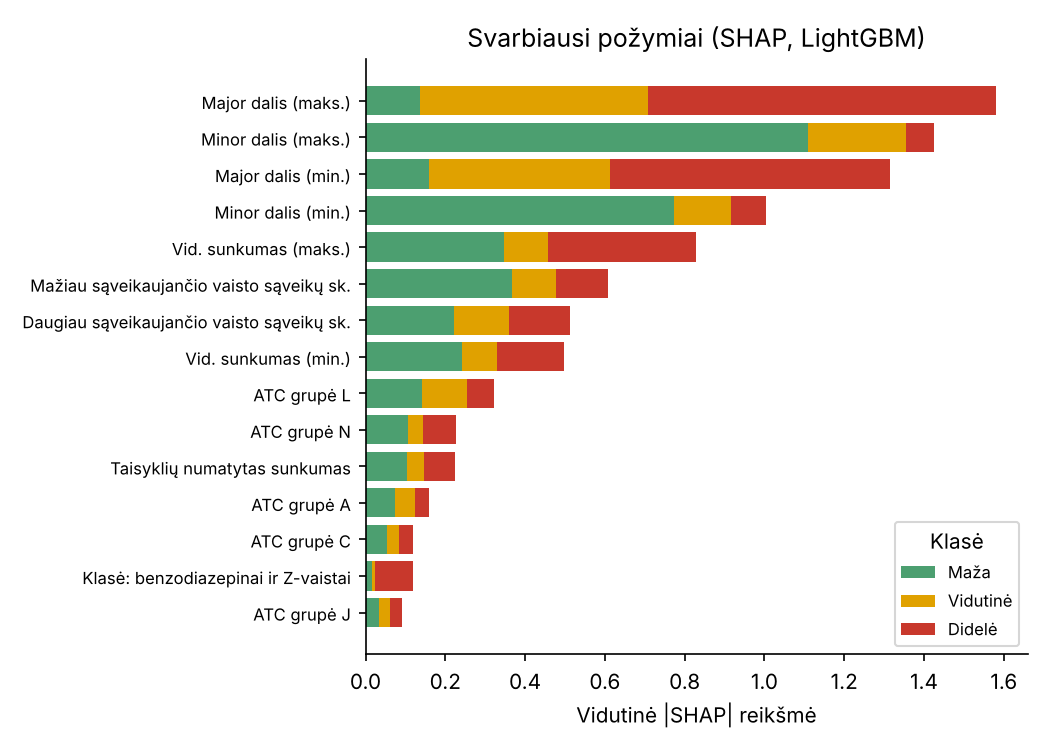 Svarbiausi požymiai (SHAP, LightGBM)
Major dalis (maks.)
Minor dalis (maks.)
Major dalis (min.)
Minor dalis (min.)
Vid. sunkumas (maks.)
Mažiau sąveikaujančio vaisto sąveikų sk.
Daugiau sąveikaujančio vaisto sąveikų sk.
Vid. sunkumas (min.)
ATC grupė L
ATC grupė N
Taisyklių numatytas sunkumas
ATC grupė A
ATC grupė C
Klasė: benzodiazepinai ir Z-vaistai
ATC grupė J
Klasė
Maža
Vidutinė
Didelė
0.0 0.2 0.4 0.6 0.8 1.0 1.2 1.4 1.6
Vidutinė |SHAP| reikšmė